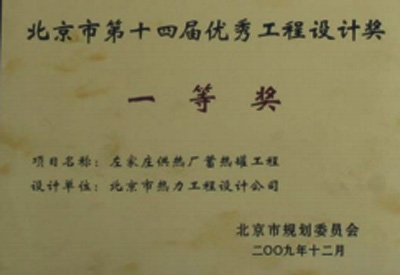 北京市第十四届优秀工程设计奖
一等奖
项目名称：左家庄供热厂蓄热罐工程
设计单位：北京市热力工程设计公司
北京市规划委员会
二〇〇九年十二月